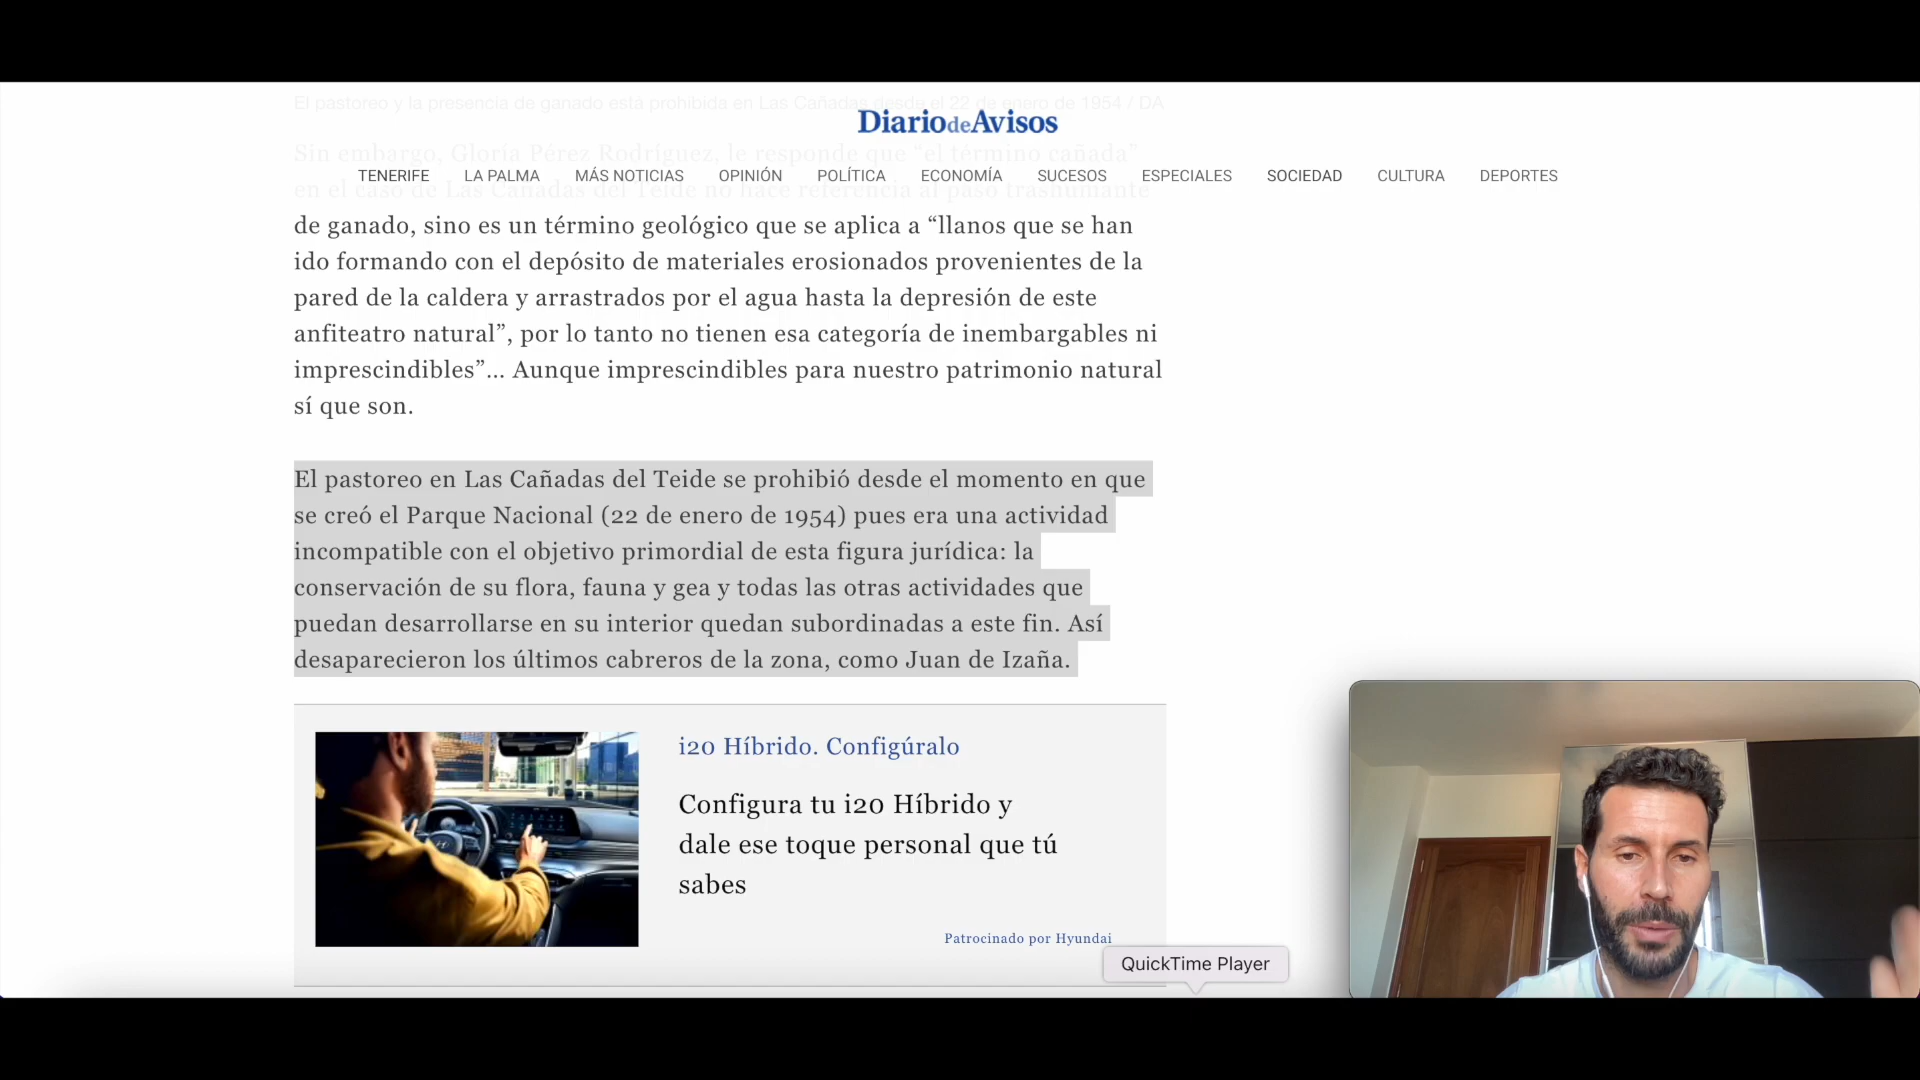 El pastoreo y la presencia de ganado está prohibida en Las Cañadas desde el 22 de enero de 1954 / DA
DiariodeAvisos
Sin embargo, Gloria Pérez Rodríguez, le responde que “el término cañada”
TENERIFE LA PALMA MÁS NOTICIAS OPINIÓN POLÍTICA ECONOMÍA SUCESOS ESPECIALES SOCIEDAD CULTURA DEPORTES
en el caso de Las Cañadas del Teide no hace referencia al paso trashumante
de ganado, sino es un término geológico que se aplica a “llanos que se han
ido formando con el depósito de materiales erosionados provenientes de la
pared de la caldera y arrastrados por el agua hasta la depresión de este
anfiteatro natural”, por lo tanto no tienen esa categoría de inembargables ni
imprescindibles”... Aunque imprescindibles para nuestro patrimonio natural
sí que son.
El pastoreo en Las Cañadas del Teide se prohibió desde el momento en que
se creó el Parque Nacional (22 de enero de 1954) pues era una actividad
incompatible con el objetivo primordial de esta figura jurídica: la
conservación de su flora, fauna y gea y todas las otras actividades que
puedan desarrollarse en su interior quedan subordinadas a este fin. Así
desaparecieron los últimos cabreros de la zona, como Juan de Izaña.
i20 Híbrido. Configúralo
Configura tu i20 Híbrido y
dale ese toque personal que tú
sabes
Patrocinado por Hyundai
QuickTime Player